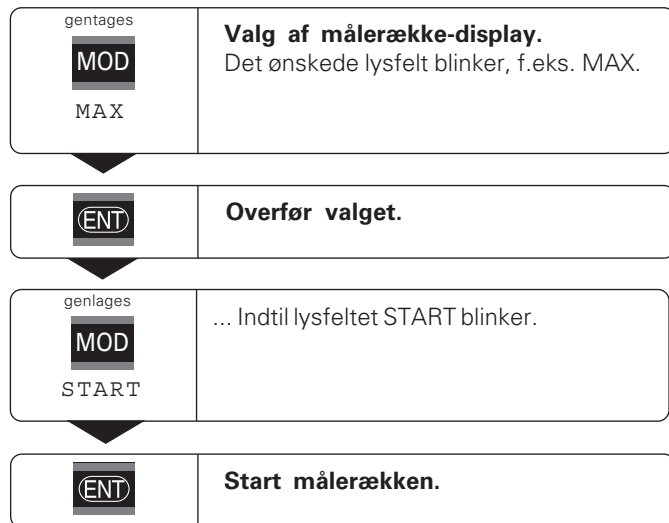 gentages
MOD
MAX
Valg af målerække-display.
Det ønskede lysfelt blinker, f.eks. MAX.
ENT
Overfør valget.
genlages
MOD
START
... Indtil lysfeltet START blinker.
ENT
Start målerækken.